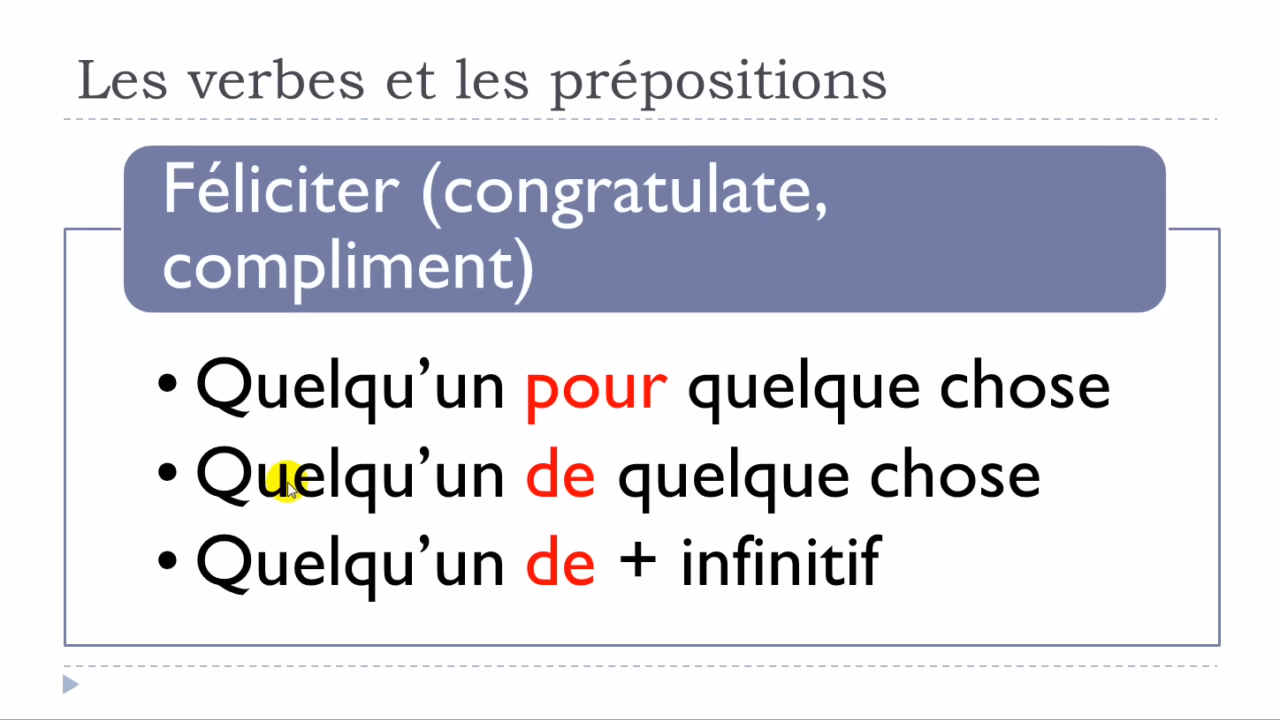 Les verbes et les prépositions
Féliciter (congratulate,
compliment)
• Quelqu’un pour quelque chose
• Quelqu’un de quelque chose
• Quelqu’un de + infinitif